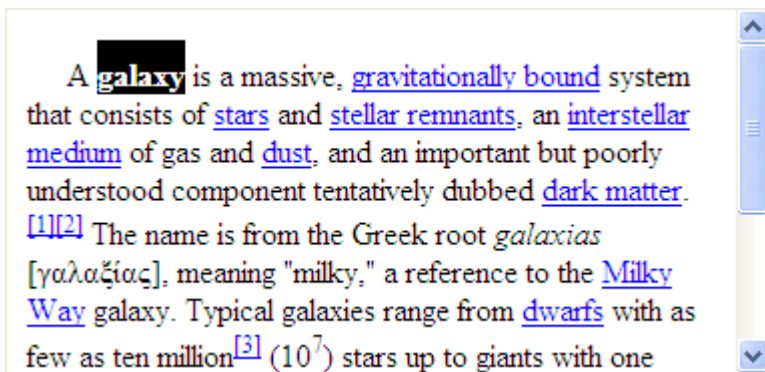 A galaxy is a massive, gravitationally bound system
that consists of stars and stellar remnants, an interstellar
medium of gas and dust, and an important but poorly
understood component tentatively dubbed dark matter.
[1][2] The name is from the Greek root galaxias
[γαλαξίας], meaning "milky," a reference to the Milky
Way galaxy. Typical galaxies range from dwarfs with as
few as ten million[3] (10⁷) stars up to giants with one